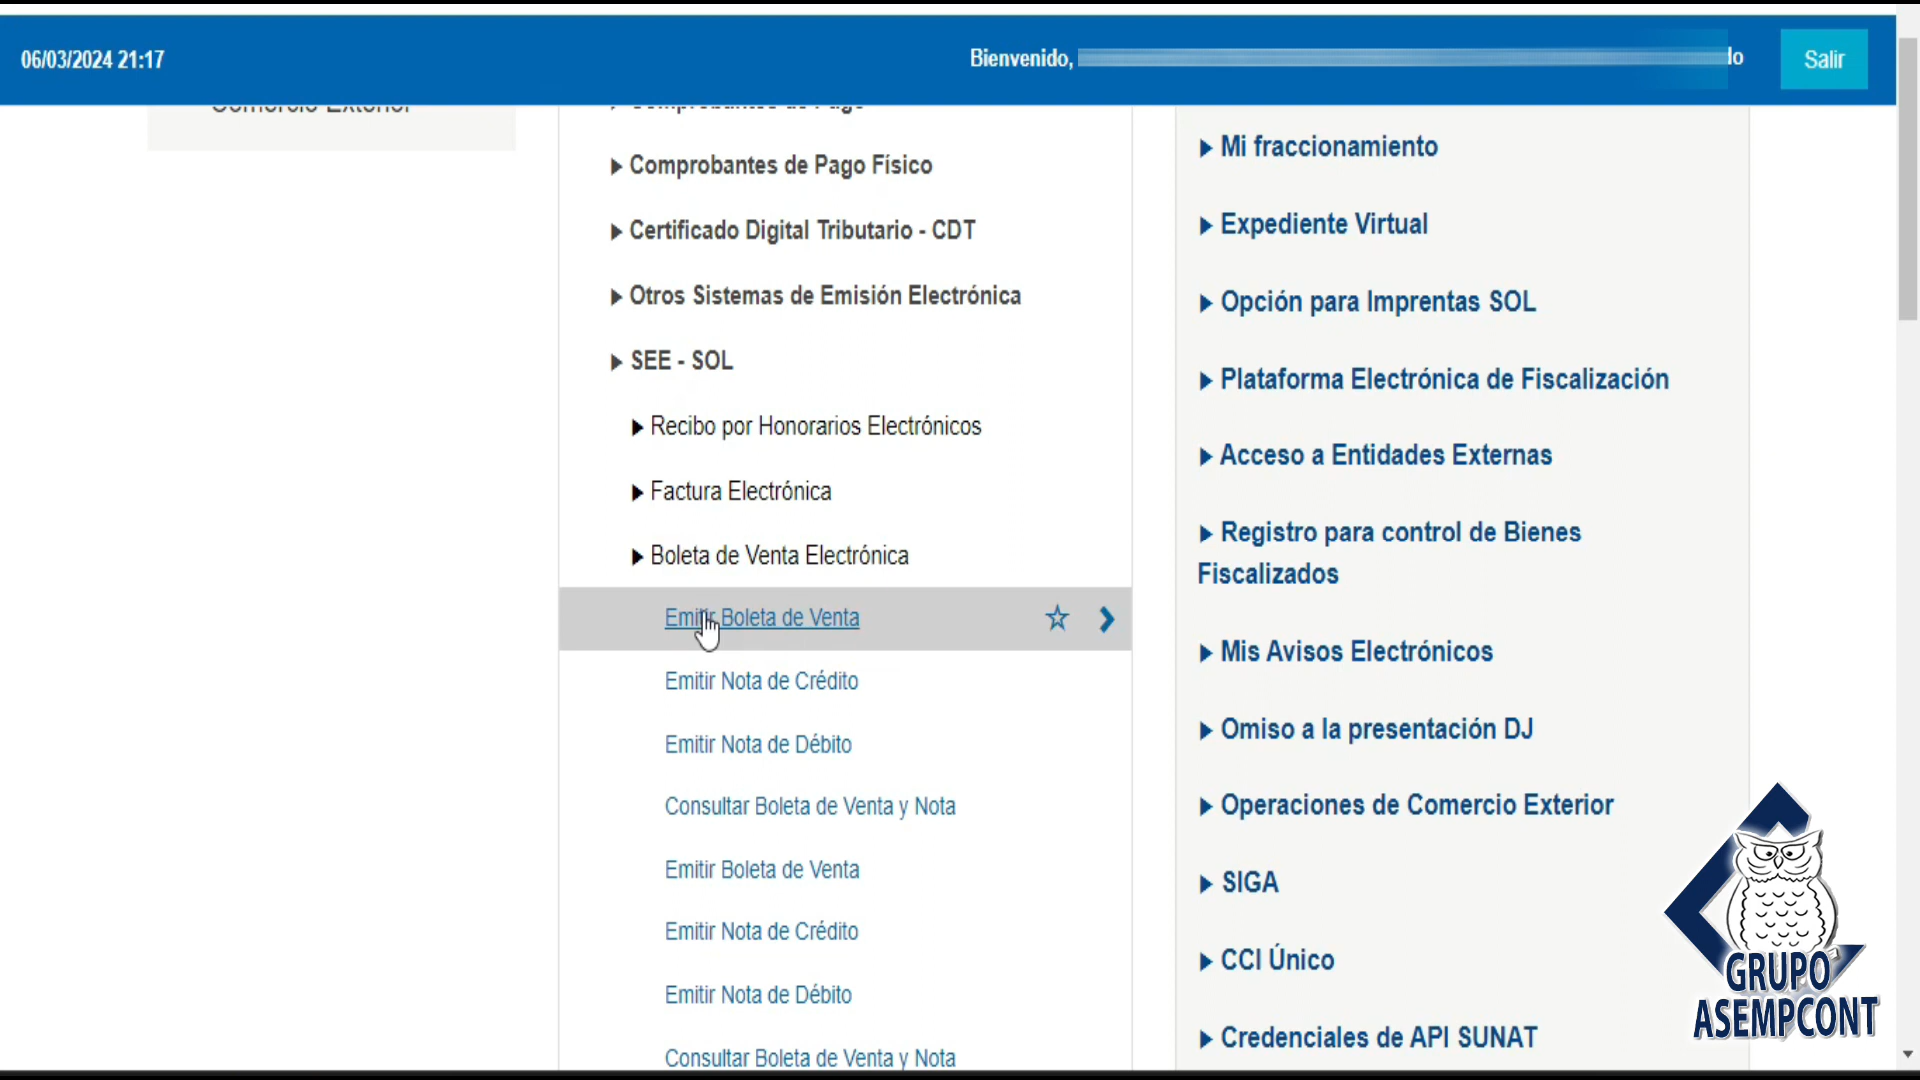 06/03/2024 21:17
Bienvenido,
lo
Salir
Comercio Exterior
Comprobantes de Pago
Comprobantes de Pago Físico
Certificado Digital Tributario - CDT
Otros Sistemas de Emisión Electrónica
SEE - SOL
Recibo por Honorarios Electrónicos
Factura Electrónica
Boleta de Venta Electrónica
Emitir Boleta de Venta
Emitir Nota de Crédito
Emitir Nota de Débito
Consultar Boleta de Venta y Nota
Emitir Boleta de Venta
Emitir Nota de Crédito
Emitir Nota de Débito
Consultar Boleta de Venta y Nota
Mi fraccionamiento
Expediente Virtual
Opción para Imprentas SOL
Plataforma Electrónica de Fiscalización
Acceso a Entidades Externas
Registro para control de Bienes
Fiscalizados
Mis Avisos Electrónicos
Omiso a la presentación DJ
Operaciones de Comercio Exterior
SIGA
CCI Único
Credenciales de API SUNAT
GRUPO
ASEMPCONT